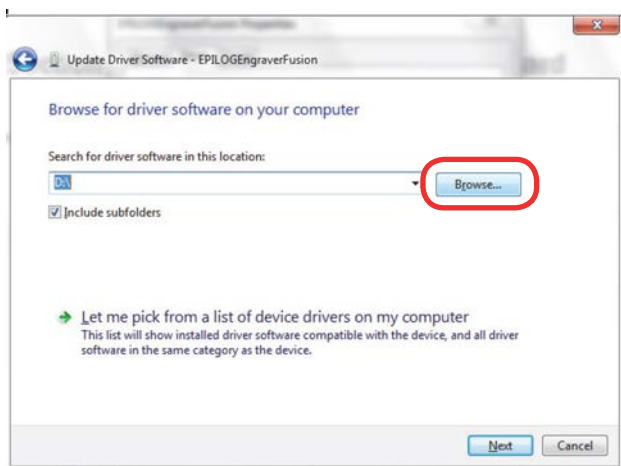 Update Driver Software - EPILOGEngraverFusion
Browse for driver software on your computer
Search for driver software in this location:
D:\
Browse...
Include subfolders
Let me pick from a list of device drivers on my computer
This list will show installed driver software compatible with the device, and all driver
software in the same category as the device.
Next
Cancel